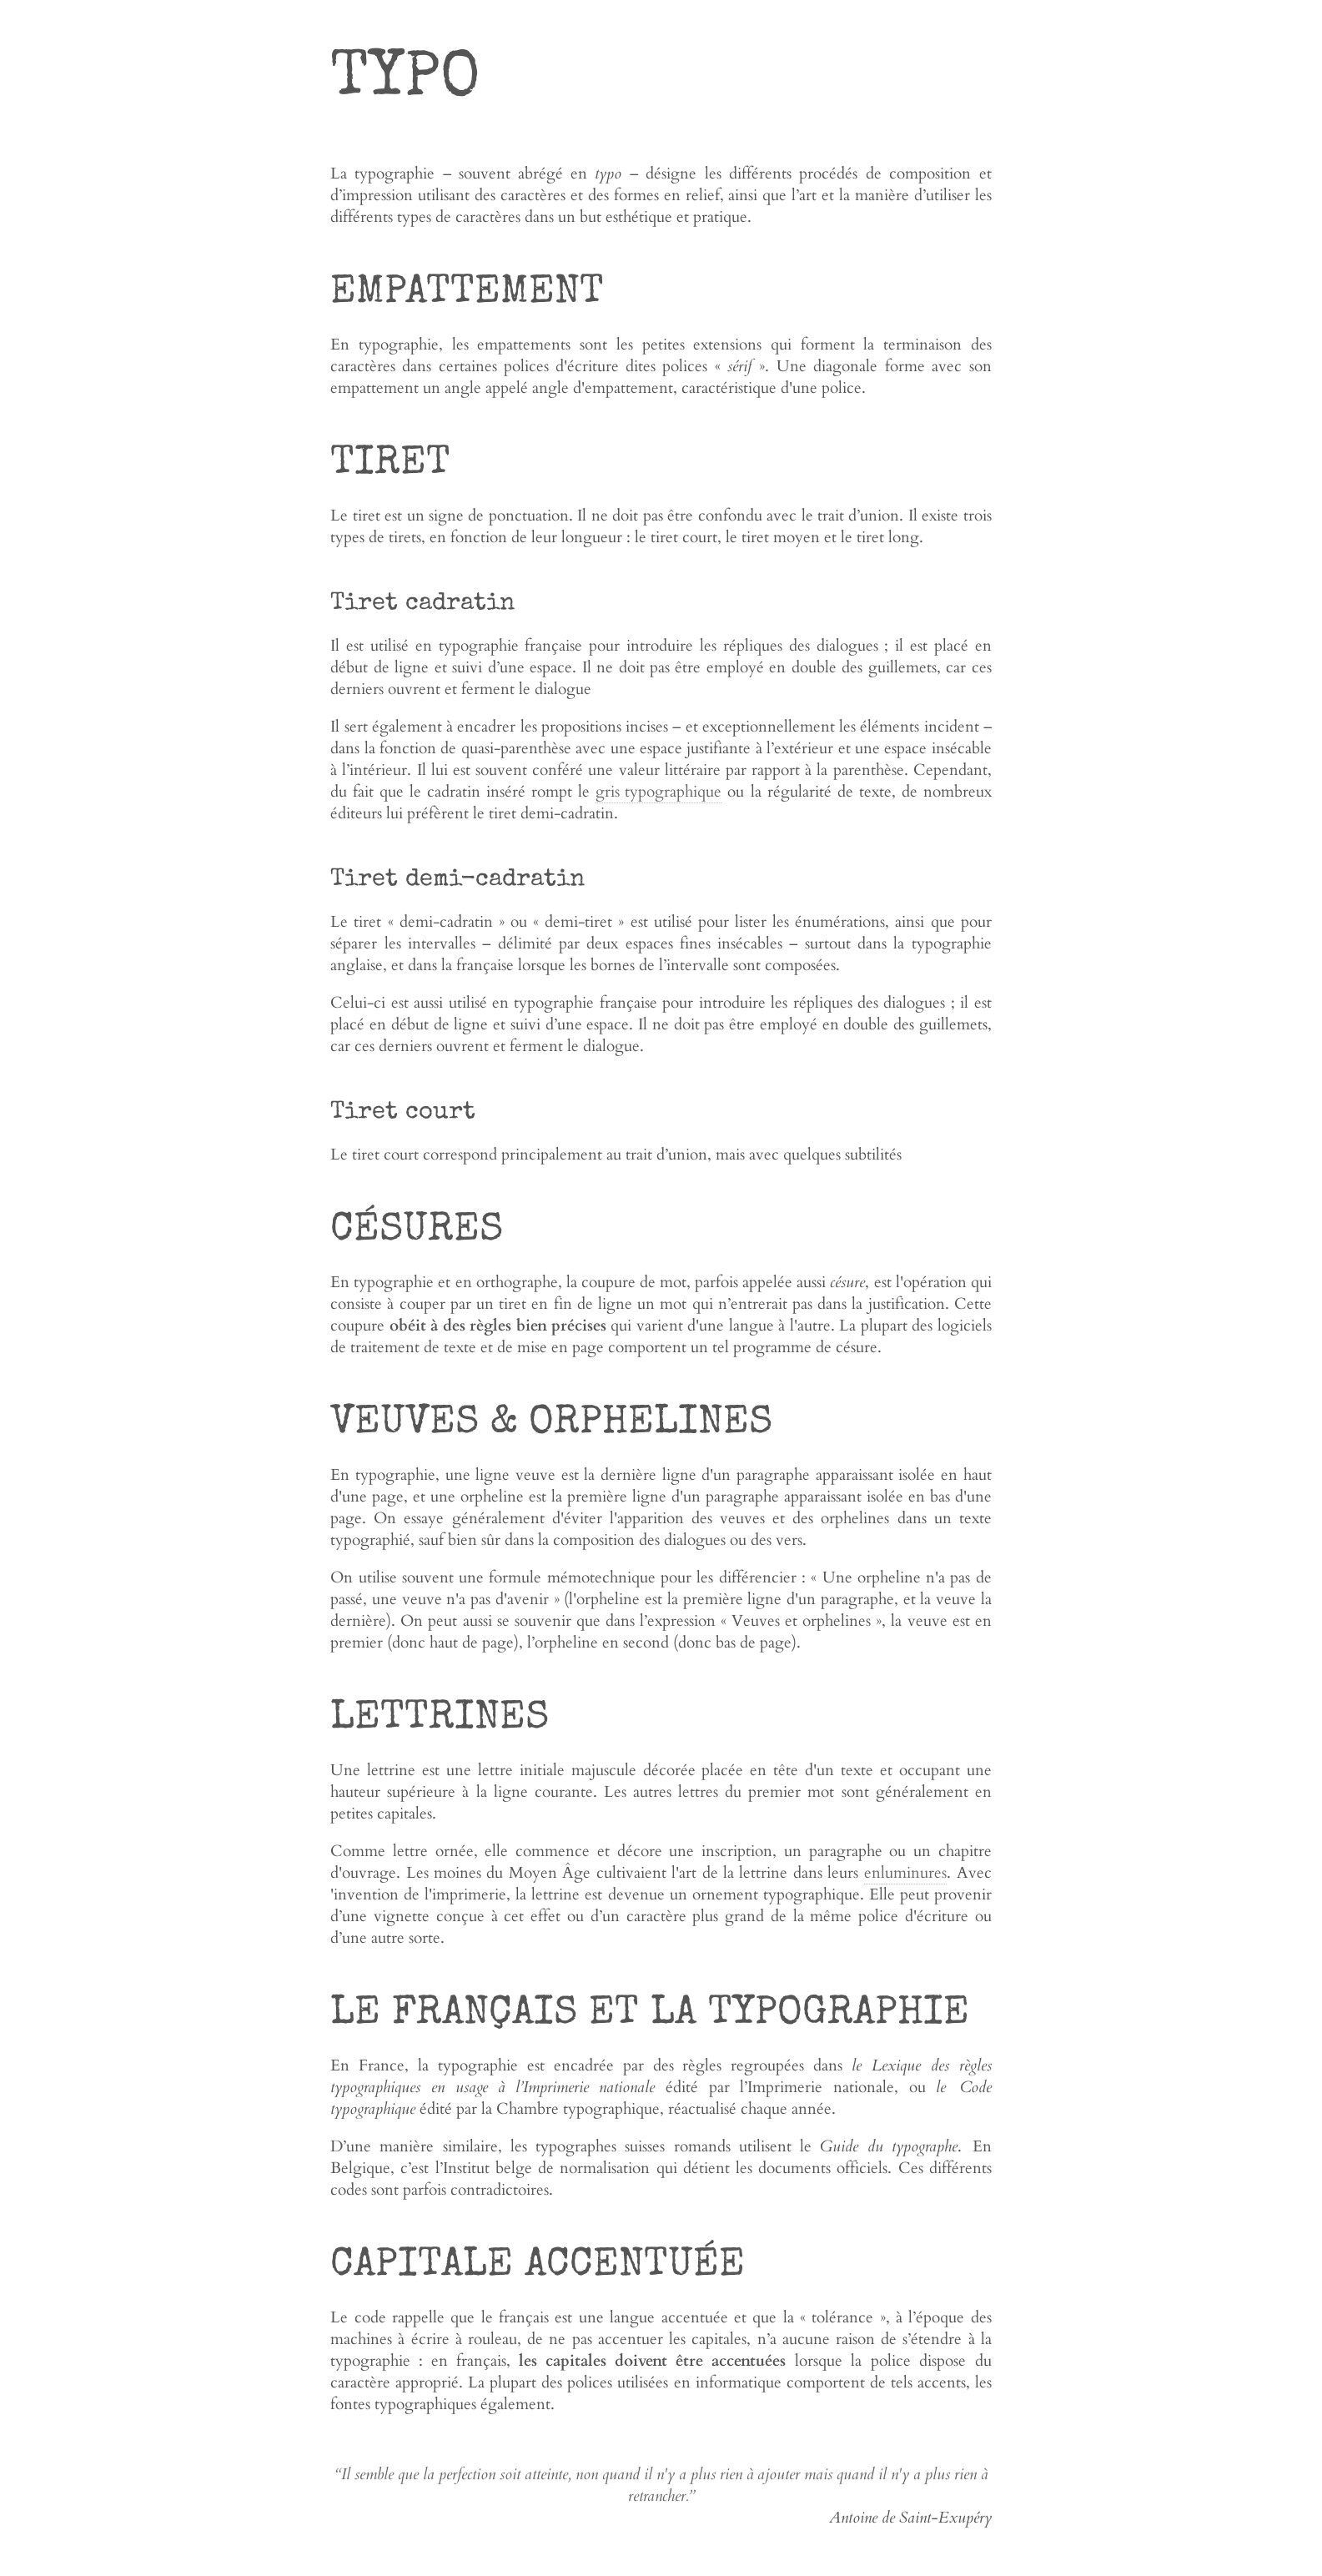 TYPO
La typographie – souvent abrégé en typo – désigne les différents procédés de composition et
d’impression utilisant des caractères et des formes en relief, ainsi que l’art et la manière d’utiliser les
différents types de caractères dans un but esthétique et pratique.
EMPATTEMENT
En typographie, les empattements sont les petites extensions qui forment la terminaison des
caractères dans certaines polices d'écriture dites polices « sérif ». Une diagonale forme avec son
empattement un angle appelé angle d'empattement, caractéristique d'une police.
TIRET
Le tiret est un signe de ponctuation. Il ne doit pas être confondu avec le trait d’union. Il existe trois
types de tirets, en fonction de leur longueur : le tiret court, le tiret moyen et le tiret long.
Tiret cadratin
Il est utilisé en typographie française pour introduire les répliques des dialogues ; il est placé en
début de ligne et suivi d’une espace. Il ne doit pas être employé en double des guillemets, car ces
derniers ouvrent et ferment le dialogue
Il sert également à encadrer les propositions incises – et exceptionnellement les éléments incident –
dans la fonction de quasi-parenthèse avec une espace justifiante à l’extérieur et une espace insécable
à l’intérieur. Il lui est souvent conféré une valeur littéraire par rapport à la parenthèse. Cependant,
du fait que le cadratin inséré rompt le gris typographique ou la régularité de texte, de nombreux
éditeurs lui préfèrent le tiret demi-cadratin.
Tiret demi-cadratin
Le tiret « demi-cadratin » ou « demi-tiret » est utilisé pour lister les énumérations, ainsi que pour
séparer les intervalles – délimité par deux espaces fines insécables – surtout dans la typographie
anglaise, et dans la française lorsque les bornes de l’intervalle sont composées.
Celui-ci est aussi utilisé en typographie française pour introduire les répliques des dialogues ; il est
placé en début de ligne et suivi d’une espace. Il ne doit pas être employé en double des guillemets,
car ces derniers ouvrent et ferment le dialogue.
Tiret court
Le tiret court correspond principalement au trait d’union, mais avec quelques subtilités
CÉSURES
En typographie et en orthographe, la coupure de mot, parfois appelée aussi césure, est l'opération qui
consiste à couper par un tiret en fin de ligne un mot qui n’entrerait pas dans la justification. Cette
coupure obéit à des règles bien précises qui varient d'une langue à l'autre. La plupart des logiciels
de traitement de texte et de mise en page comportent un tel programme de césure.
VEUVES & ORPHELINES
En typographie, une ligne veuve est la dernière ligne d'un paragraphe apparaissant isolée en haut
d'une page, et une orpheline est la première ligne d'un paragraphe apparaissant isolée en bas d'une
page. On essaye généralement d'éviter l'apparition des veuves et des orphelines dans un texte
typographié, sauf bien sûr dans la composition des dialogues ou des vers.
On utilise souvent une formule mémotechnique pour les différencier : « Une orpheline n'a pas de
passé, une veuve n'a pas d'avenir » (l'orpheline est la première ligne d'un paragraphe, et la veuve la
dernière). On peut aussi se souvenir que dans l’expression « Veuves et orphelines », la veuve est en
premier (donc haut de page), l’orpheline en second (donc bas de page).
LETTRINES
Une lettrine est une lettre initiale majuscule décorée placée en tête d'un texte et occupant une
hauteur supérieure à la ligne courante. Les autres lettres du premier mot sont généralement en
petites capitales.
Comme lettre ornée, elle commence et décore une inscription, un paragraphe ou un chapitre
d'ouvrage. Les moines du Moyen Âge cultivaient l'art de la lettrine dans leurs enluminures. Avec
'invention de l'imprimerie, la lettrine est devenue un ornement typographique. Elle peut provenir
d’une vignette conçue à cet effet ou d’un caractère plus grand de la même police d'écriture ou
d’une autre sorte.
LE FRANÇAIS ET LA TYPOGRAPHIE
En France, la typographie est encadrée par des règles regroupées dans le Lexique des règles
typographiques en usage à l’Imprimerie nationale édité par l’Imprimerie nationale, ou le Code
typographique édité par la Chambre typographique, réactualisé chaque année.
D’une manière similaire, les typographes suisses romands utilisent le Guide du typographe. En
Belgique, c’est l’Institut belge de normalisation qui détient les documents officiels. Ces différents
codes sont parfois contradictoires.
CAPITALE ACCENTUÉE
Le code rappelle que le français est une langue accentuée et que la « tolérance », à l’époque des
machines à écrire à rouleau, de ne pas accentuer les capitales, n’a aucune raison de s’étendre à la
typographie : en français, les capitales doivent être accentuées lorsque la police dispose du
caractère approprié. La plupart des polices utilisées en informatique comportent de tels accents, les
fontes typographiques également.
“Il semble que la perfection soit atteinte, non quand il n'y a plus rien à ajouter mais quand il n'y a plus rien à
retrancher.”
Antoine de Saint-Exupéry